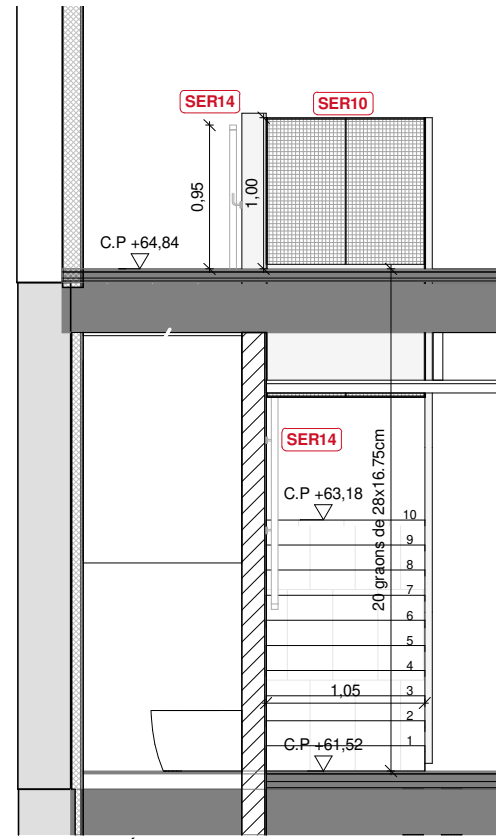 SER14
SER10
0,95
1,00
C.P +64,84
SER14
C.P +63,18
20 graons de 28x16.75cm
10
9
8
7
6
5
4
3
1,05
2
1
C.P +61,52